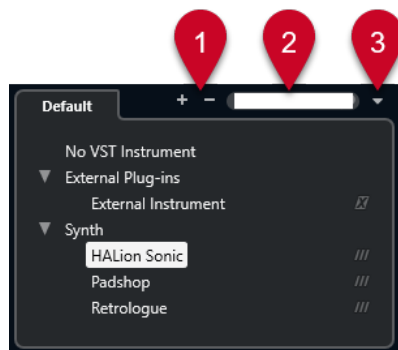 1 2 3
Default + −
No VST Instrument
External Plug-ins
External Instrument
Synth
HALion Sonic
Padshop
Retrologue